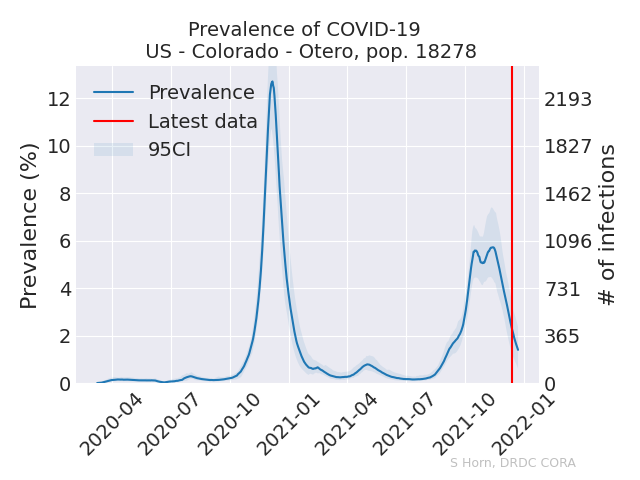 Prevalence of COVID-19
US - Colorado - Otero, pop. 18278
Prevalence
Latest data
95CI
Prevalence (%)
12
10
8
6
4
2
0
2193
1827
1462
1096
731
365
0
# of infections
2020-04
2020-07
2020-10
2021-01
2021-04
2021-07
2021-10
2022-01
S Horn, DRDC CORA